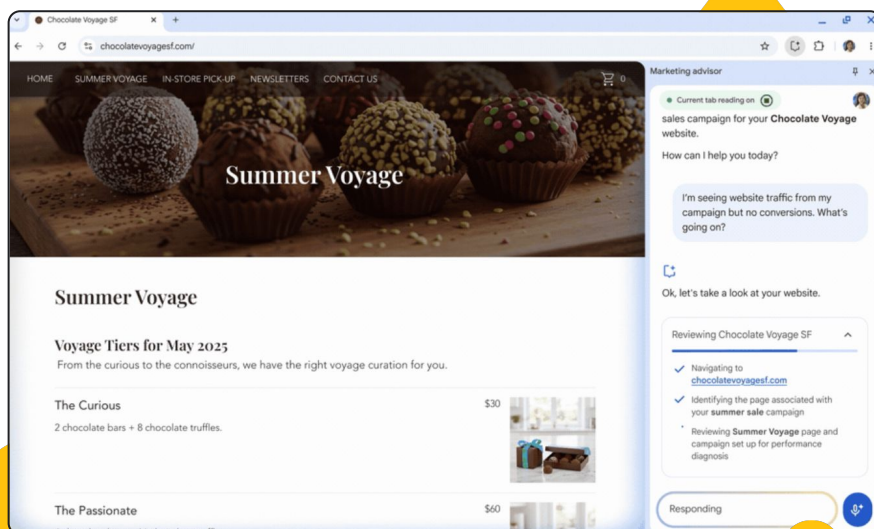 Chocolate Voyage SF
chocolatevoyagesf.com/
HOME SUMMER VOYAGE IN-STORE PICK-UP NEWSLETTERS CONTACT US 0
Summer Voyage
Summer Voyage
Voyage Tiers for May 2025
From the curious to the connoisseurs, we have the right voyage curation for you.
The Curious $30
2 chocolate bars + 8 chocolate truffles.
The Passionate $60
Marketing advisor
Current tab reading on
sales campaign for your Chocolate Voyage
website.
How can I help you today?
I'm seeing website traffic from my
campaign but no conversions. What's
going on?
Ok, let's take a look at your website.
Reviewing Chocolate Voyage SF
Navigating to
chocolatevoyagesf.com
Identifying the page associated with
your summer sale campaign
Reviewing Summer Voyage page and
campaign set up for performance
diagnosis
Responding